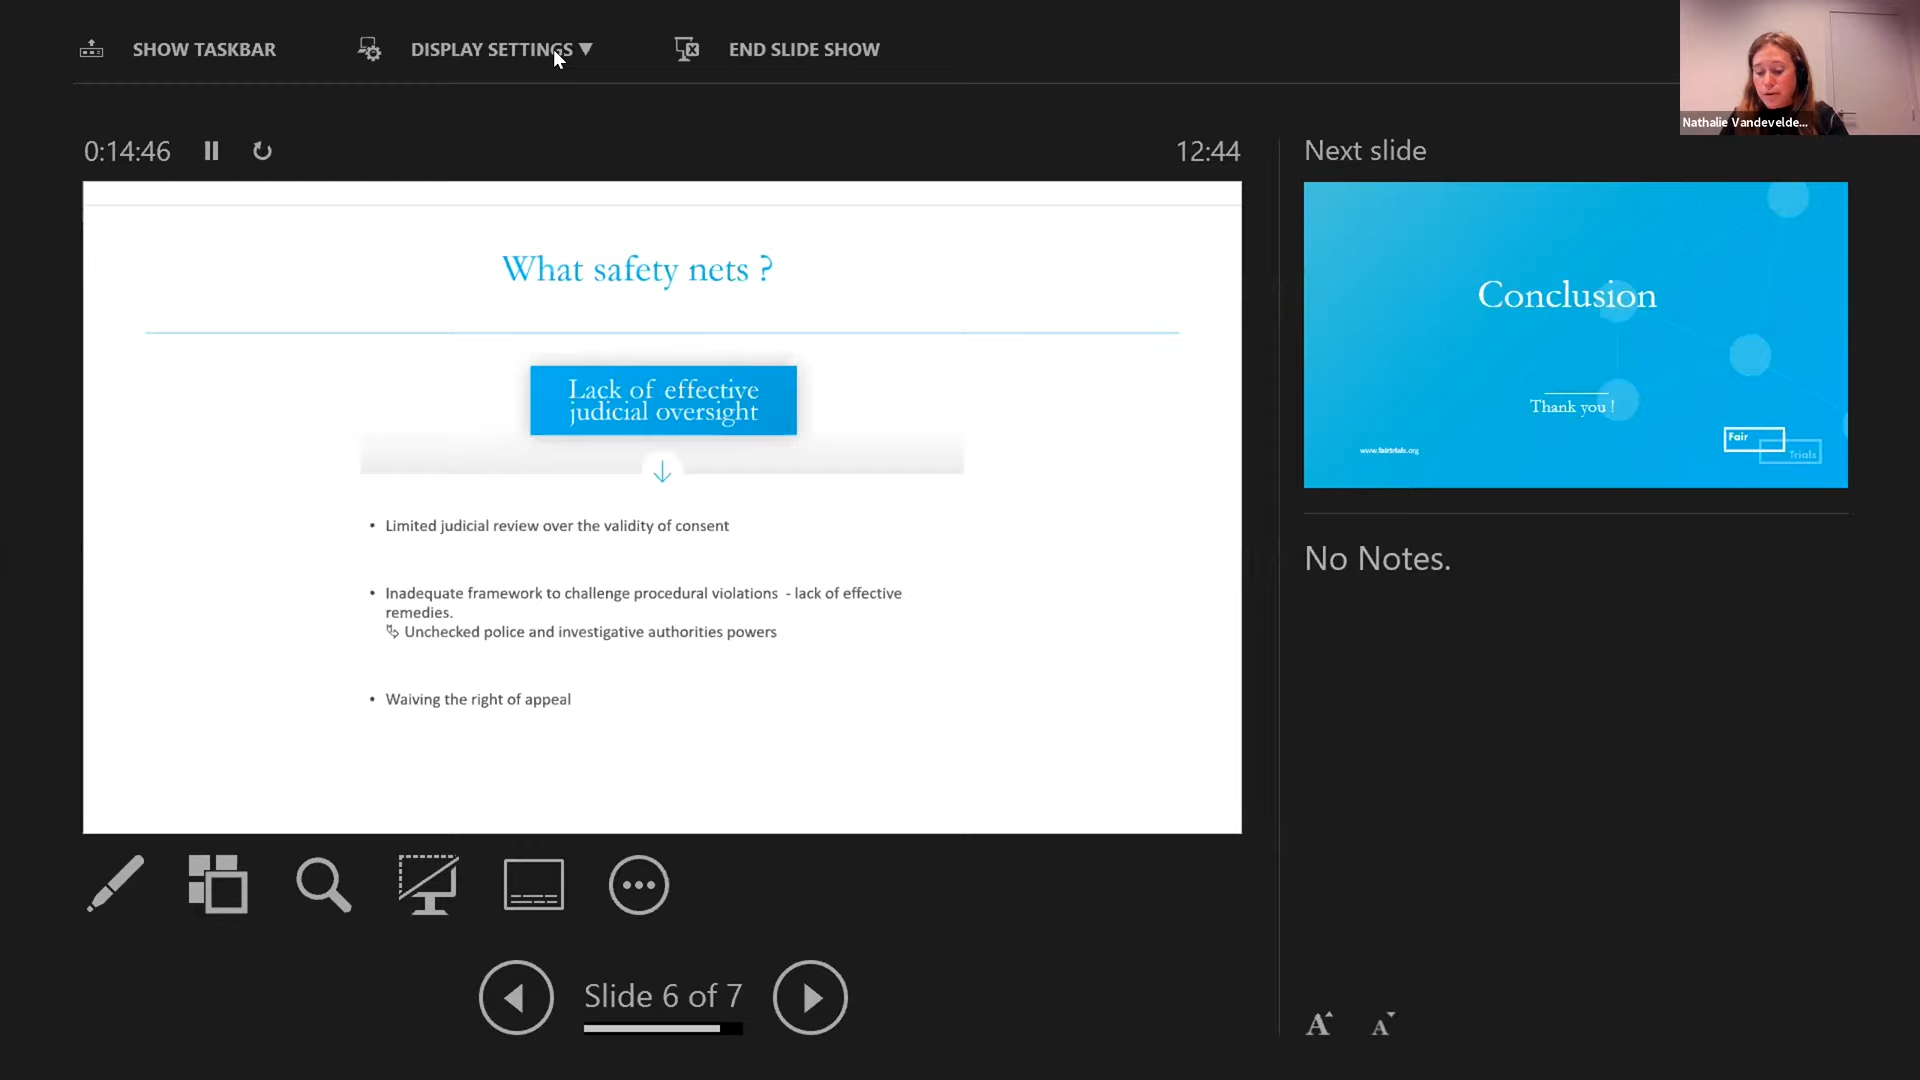 SHOW TASKBAR
DISPLAY SETTINGS ▼
END SLIDE SHOW
Nathalie Vandevelde...
0:14:46
12:44
Next slide
What safety nets ?
Lack of effective
judicial oversight
• Limited judicial review over the validity of consent
• Inadequate framework to challenge procedural violations - lack of effective
remedies.
Unchecked police and investigative authorities powers
• Waiving the right of appeal
Conclusion
Thank you !
www.fairtrials.org
Fair
Trials
No Notes.
Slide 6 of 7
A A